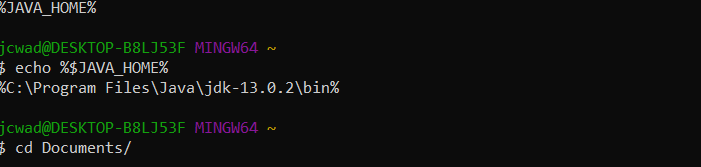 %JAVA_HOME%
jcwad@DESKTOP-B8LJ53F MINGW64 ~
$ echo %$JAVA_HOME%
%C:\Program Files\Java\jdk-13.0.2\bin%
jcwad@DESKTOP-B8LJ53F MINGW64 ~
$ cd Documents/